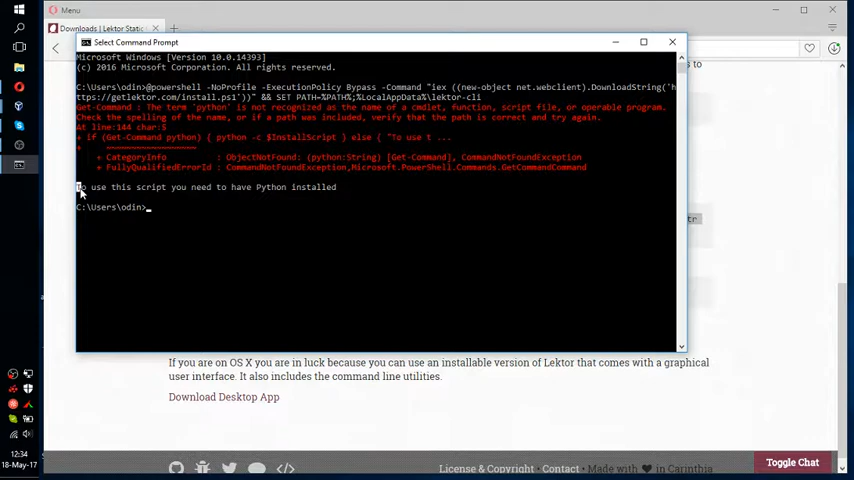 Menu
Downloads | Lektor Static
Select Command Prompt
Microsoft Windows [Version 10.0.14393]
(c) 2016 Microsoft Corporation. All rights reserved.
C:\Users\odin>@powershell -NoProfile -ExecutionPolicy Bypass -Command "iex ((new-object net.webclient).DownloadString('h
ttps://getlektor.com/install.ps1'))" && SET PATH=%PATH%;%LocalAppData%\lektor-cli
Get-Command : The term 'python' is not recognized as the name of a cmdlet, function, script file, or operable program.
Check the spelling of the name, or if a path was included, verify that the path is correct and try again.
At line:144 char:5
+ if (Get-Command python) { python -c $InstallScript } else { "To use t ...
+ ~~~~~~~~~~~~~~~~~~
+ CategoryInfo : ObjectNotFound: (python:String) [Get-Command], CommandNotFoundException
+ FullyQualifiedErrorId : CommandNotFoundException,Microsoft.PowerShell.Commands.GetCommandCommand
To use this script you need to have Python installed
C:\Users\odin>
s to
tr
If you are on OS X you are in luck because you can use an installable version of Lektor that comes with a graphical
user interface. It also includes the command line utilities.
Download Desktop App
License & Copyright · Contact · Made with ♥ in Carinthia
Toggle Chat
12:34
18-May-17